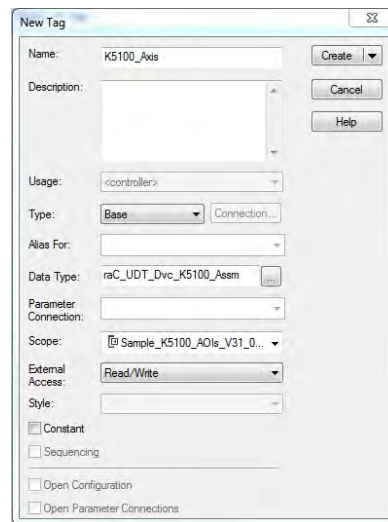 New Tag
Name: K5100_Axis Create
Description: Cancel
Help
Usage: <controller>
Type: Base Connection...
Alias For:
Data Type: raC_UDT_Dvc_K5100_Assm ...
Parameter
Connection:
Scope: Sample_K5100_AOIs_V31_0...
External
Access: Read/Write
Style:
Constant
Sequencing
Open Configuration
Open Parameter Connections